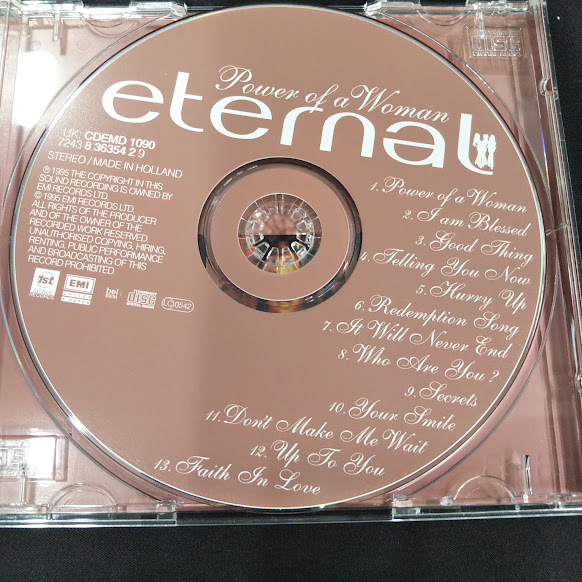 Power of a Woman
eternal
UK: CDEMD 1090
7243 8 36354 2 9
STEREO / MADE IN HOLLAND
℗ 1995 THE COPYRIGHT IN THIS
SOUND RECORDING IS OWNED BY
EMI RECORDS LTD.
© 1995 EMI RECORDS LTD.
ALL RIGHTS OF THE PRODUCER
AND OF THE OWNER OF THE
RECORDED WORK RESERVED.
UNAUTHORISED COPYING, HIRING,
RENTING, PUBLIC PERFORMANCE
AND BROADCASTING OF THIS
RECORD PROHIBITED
1st
EMI
bel
disc
LC 0542
1. Power of a Woman
2. I am Blessed
3. Good Thing
4. Telling You Now
5. Hurry Up
6. Redemption Song
7. It Will Never End
8. Who Are You?
9. Secrets
10. Your Smile
11. Don't Make Me Wait
12. Up To You
13. Faith In Love
disc